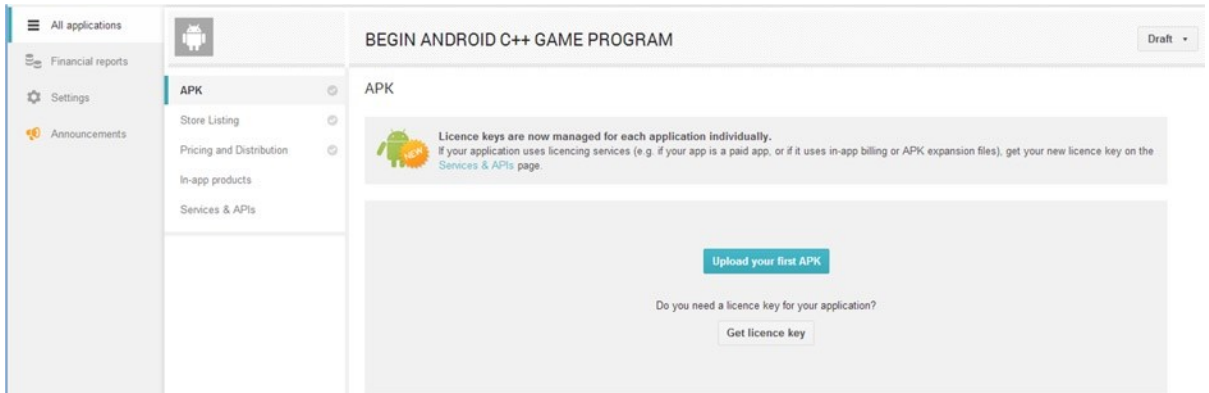 All applications
Financial reports
Settings
Announcements
BEGIN ANDROID C++ GAME PROGRAM
Draft
APK
Store Listing
Pricing and Distribution
In-app products
Services & APIs
APK
NEW
Licence keys are now managed for each application individually.
If your application uses licencing services (e.g. if your app is a paid app, or if it uses in-app billing or APK expansion files), get your new licence key on the
Services & APIs page.
Upload your first APK
Do you need a licence key for your application?
Get licence key